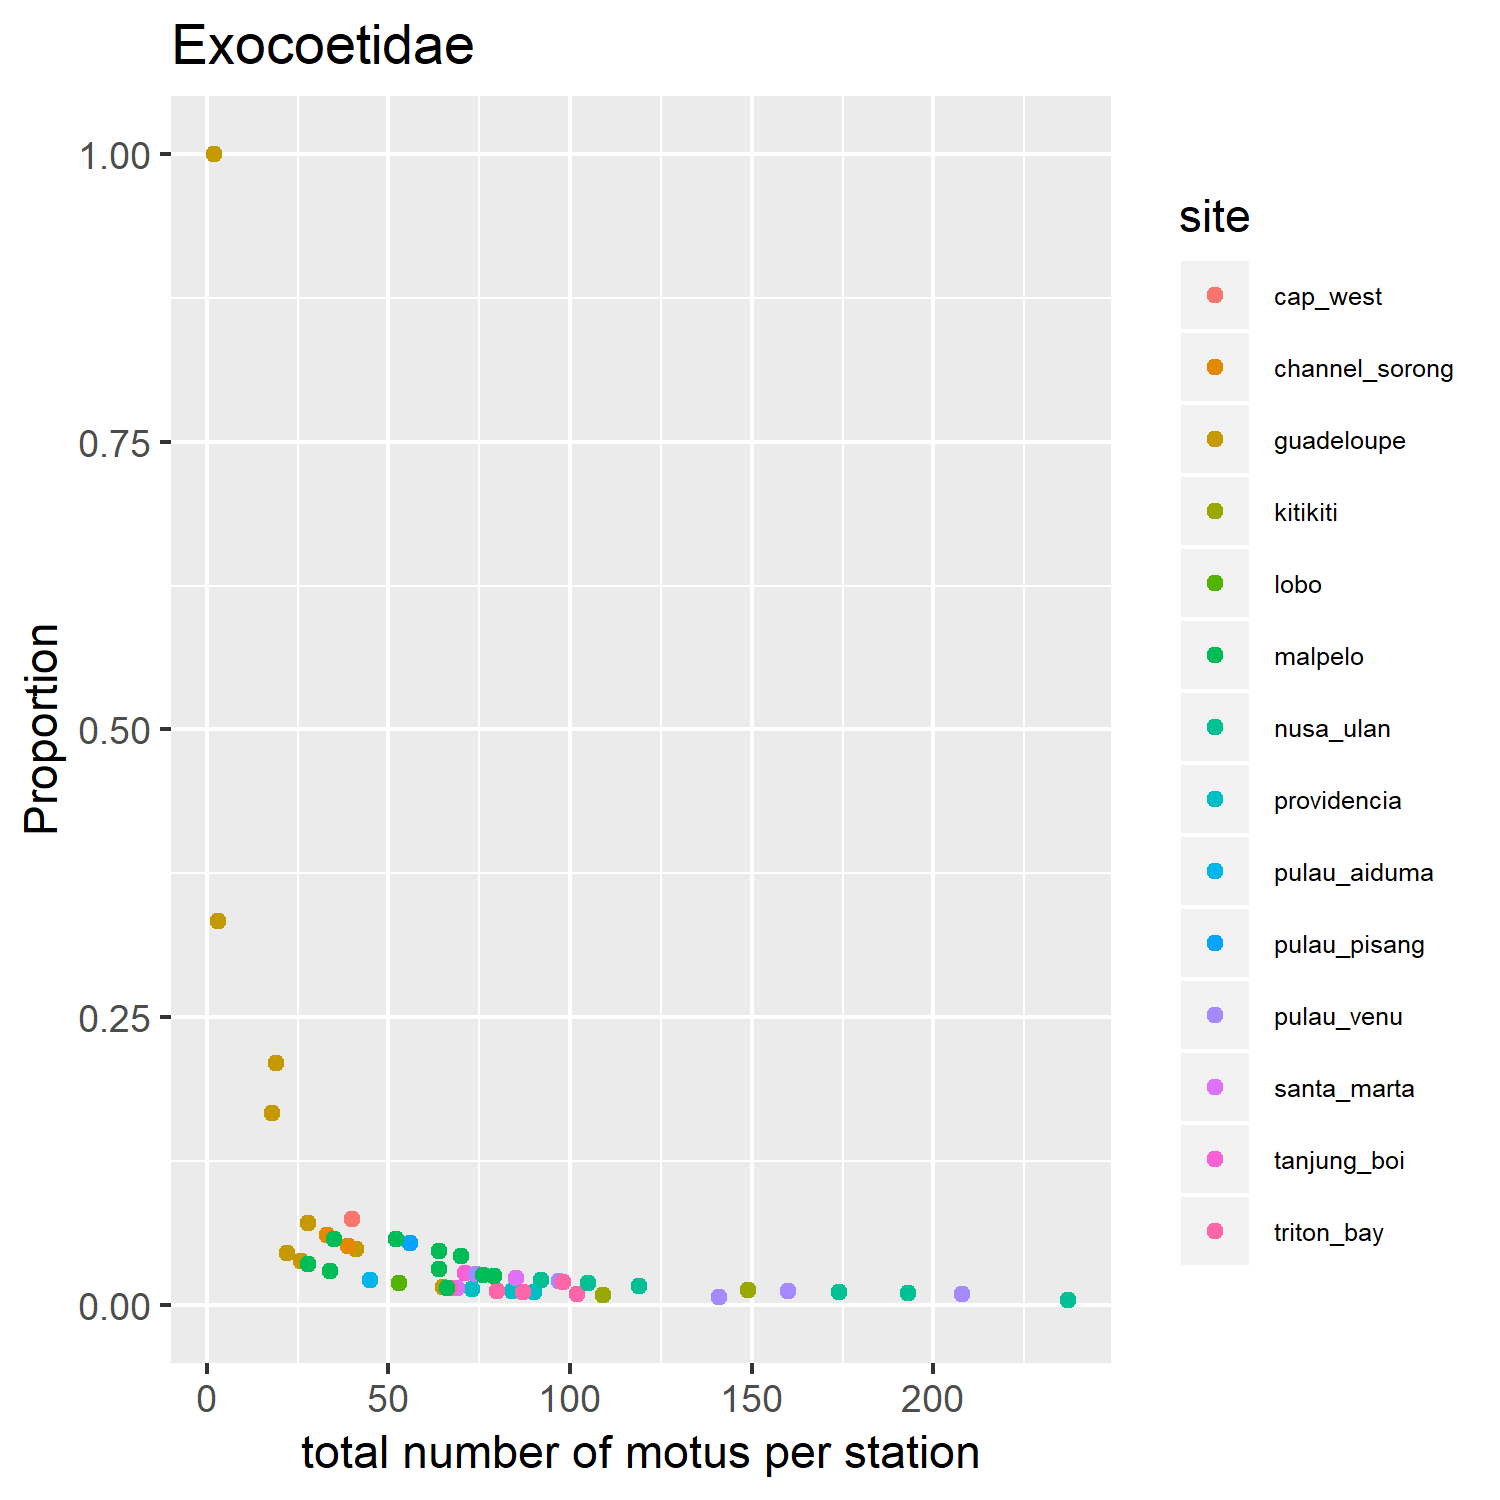 Exocoetidae
1.00
0.75
0.50
0.25
0.00
Proportion
0 50 100 150 200
total number of motus per station
site
cap_west
channel_sorong
guadeloupe
kitikiti
lobo
malpelo
nusa_ulan
providencia
pulau_aiduma
pulau_pisang
pulau_venu
santa_marta
tanjung_boi
triton_bay